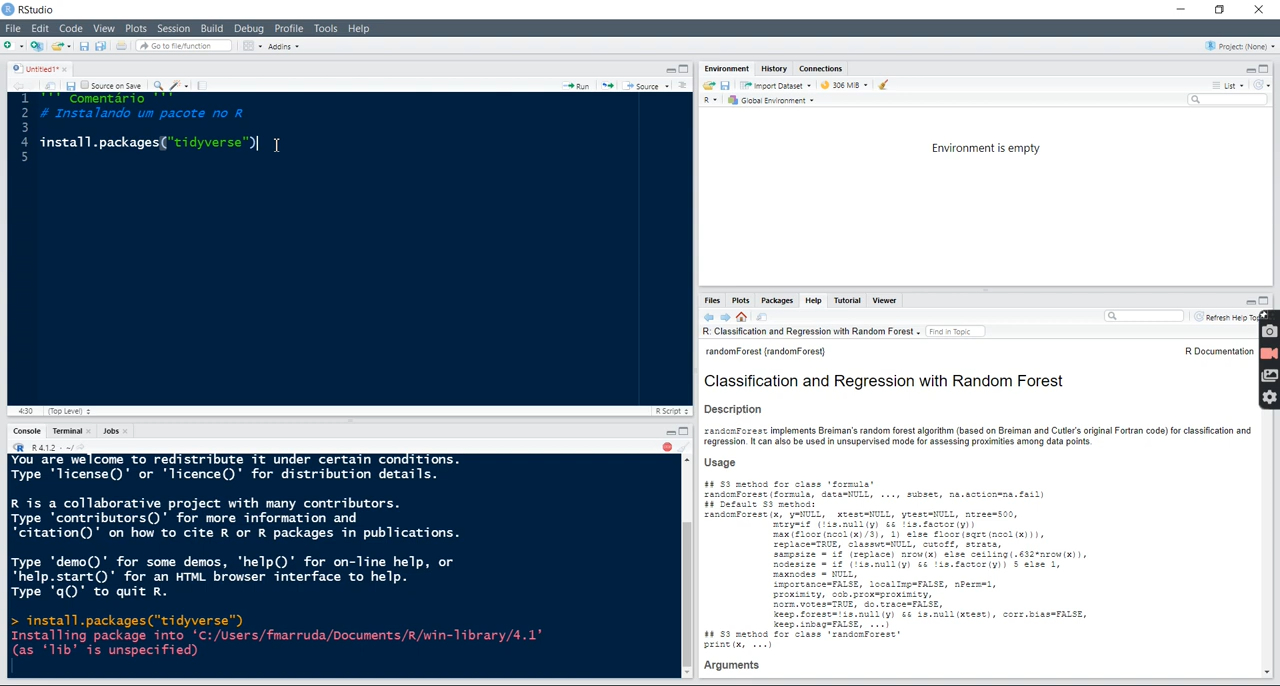 RStudio
File Edit Code View Plots Session Build Debug Profile Tools Help
Go to file/function Addins Project: (None)
Untitled1*
Source on Save Run Source
1 ''' Comentário '''
2 # Instalando um pacote no R
3
4 install.packages("tidyverse")
5
4:30 (Top Level) R Script
Console Terminal Jobs
R 4.1.2 · ~/
You are welcome to redistribute it under certain conditions.
Type 'license()' or 'licence()' for distribution details.
R is a collaborative project with many contributors.
Type 'contributors()' for more information and
'citation()' on how to cite R or R packages in publications.
Type 'demo()' for some demos, 'help()' for on-line help, or
'help.start()' for an HTML browser interface to help.
Type 'q()' to quit R.
> install.packages("tidyverse")
Installing package into ‘C:/Users/fmarruda/Documents/R/win-library/4.1’
(as ‘lib’ is unspecified)
Environment History Connections
Import Dataset 306 MiB List
R Global Environment
Environment is empty
Files Plots Packages Help Tutorial Viewer
Refresh Help Top
R: Classification and Regression with Random Forest Find in Topic
randomForest {randomForest} R Documentation
Classification and Regression with Random Forest
Description
randomForest implements Breiman's random forest algorithm (based on Breiman and Cutler's original Fortran code) for classification and
regression. It can also be used in unsupervised mode for assessing proximities among data points.
Usage
## S3 method for class 'formula'
randomForest(formula, data=NULL, ..., subset, na.action=na.fail)
## Default S3 method:
randomForest(x, y=NULL, xtest=NULL, ytest=NULL, ntree=500,
mtry=if (!is.null(y) && !is.factor(y))
max(floor(ncol(x)/3), 1) else floor(sqrt(ncol(x))),
replace=TRUE, classwt=NULL, cutoff, strata,
sampsize = if (replace) nrow(x) else ceiling(.632*nrow(x)),
nodesize = if (!is.null(y) && !is.factor(y)) 5 else 1,
maxnodes = NULL,
importance=FALSE, localImp=FALSE, nPerm=1,
proximity, oob.prox=proximity,
norm.votes=TRUE, do.trace=FALSE,
keep.forest=!is.null(y) && is.null(xtest), corr.bias=FALSE,
keep.inbag=FALSE, ...)
## S3 method for class 'randomForest'
print(x, ...)
Arguments